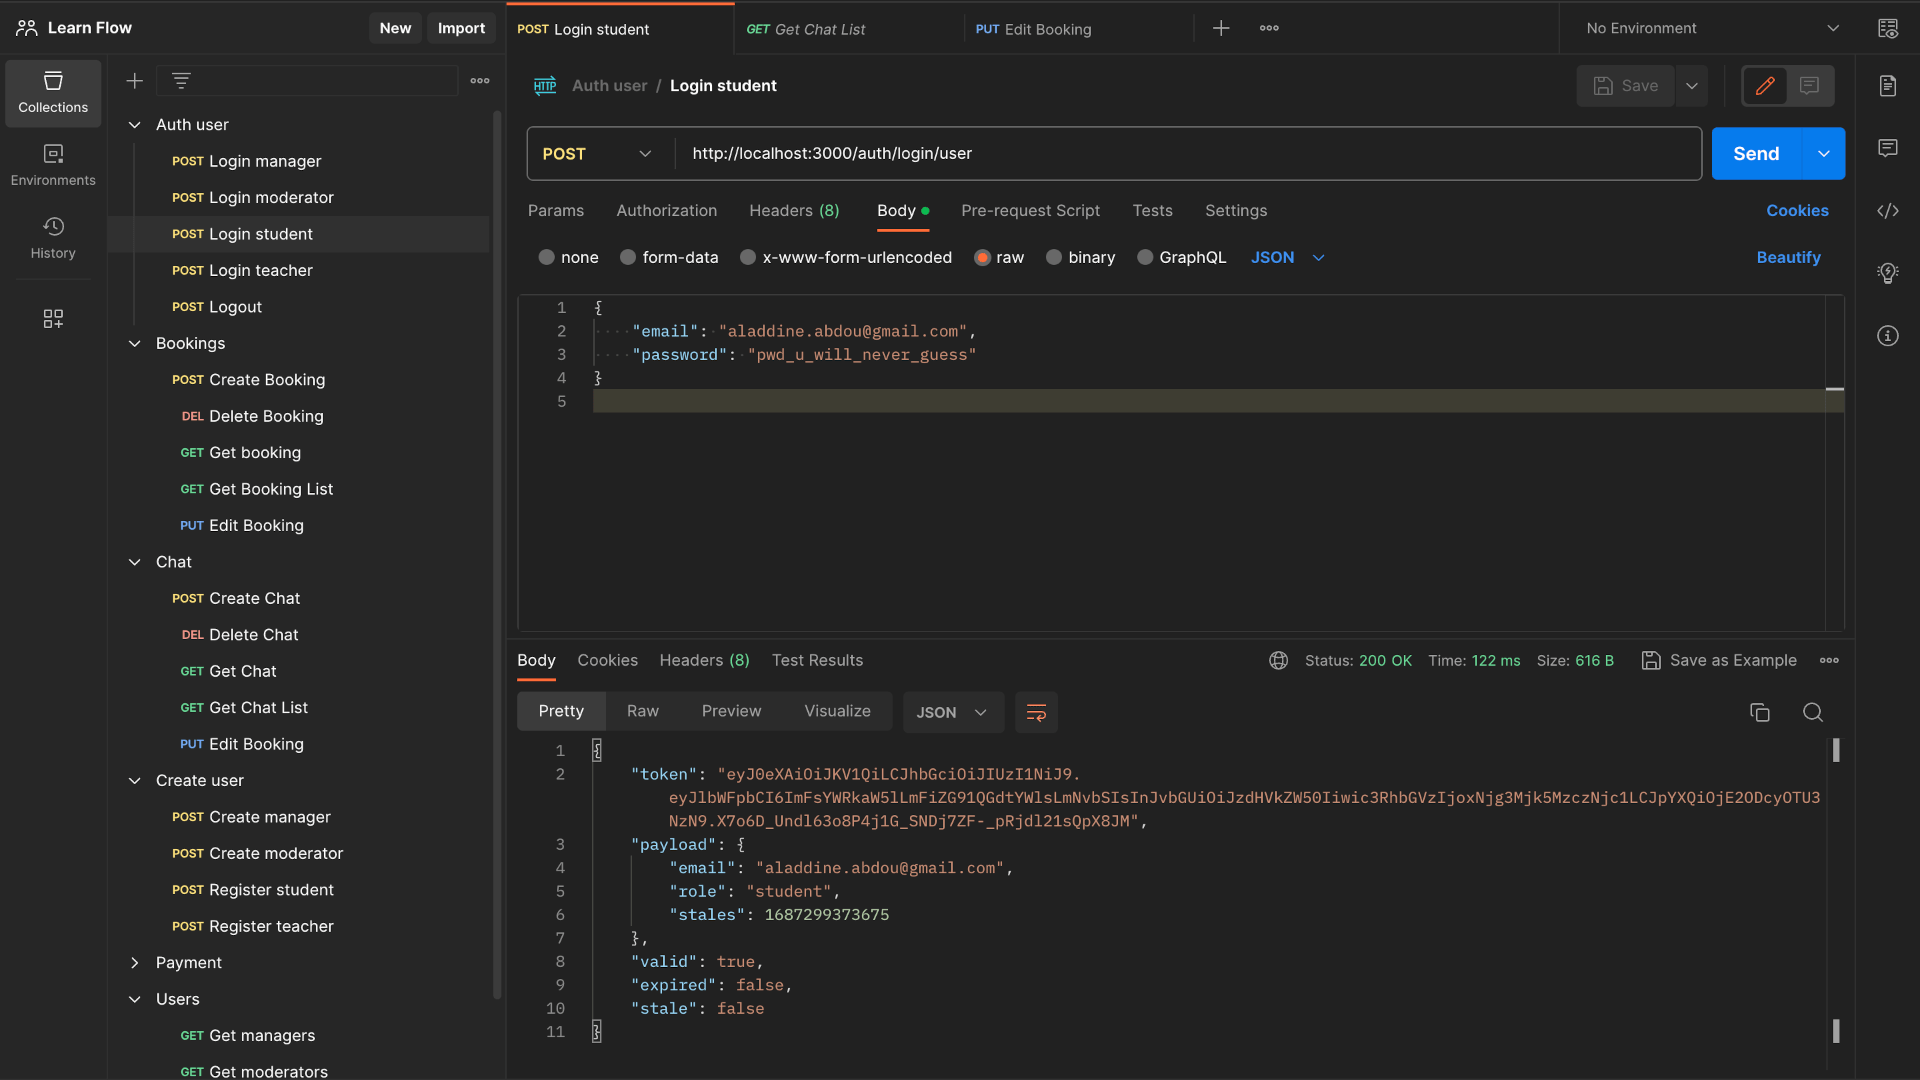 Learn Flow
New
Import
POST Login student
GET Get Chat List
PUT Edit Booking
No Environment
Collections
Environments
History
Auth user
POST Login manager
POST Login moderator
POST Login student
POST Login teacher
POST Logout
Bookings
POST Create Booking
DEL Delete Booking
GET Get booking
GET Get Booking List
PUT Edit Booking
Chat
POST Create Chat
DEL Delete Chat
GET Get Chat
GET Get Chat List
PUT Edit Booking
Create user
POST Create manager
POST Create moderator
POST Register student
POST Register teacher
Payment
Users
GET Get managers
GET Get moderators
HTTP Auth user / Login student
Save
POST http://localhost:3000/auth/login/user
Send
Params Authorization Headers (8) Body Pre-request Script Tests Settings Cookies
none form-data x-www-form-urlencoded raw binary GraphQL JSON Beautify
1 {
2 "email": "aladdine.abdou@gmail.com",
3 "password": "pwd_u_will_never_guess"
4 }
5
Body Cookies Headers (8) Test Results Status: 200 OK Time: 122 ms Size: 616 B Save as Example
Pretty Raw Preview Visualize JSON
1 {
2 "token": "eyJ0eXAiOiJKV1QiLCJhbGciOiJIUzI1NiJ9.
eyJlbWFpbCI6ImFsYWRkaW5lLmFiZG91QGdtYWlsLmNvbSIsInJvbGUiOiJzdHVkZW50Iiwic3RhbGVzIjoxNjg3Mjk5MzczNjc1LCJpYXQiOjE2ODcyOTU3
NzN9.X7o6D_Undl63o8P4j1G_SNDj7ZF-_pRjdl21sQpX8JM",
3 "payload": {
4 "email": "aladdine.abdou@gmail.com",
5 "role": "student",
6 "stales": 1687299373675
7 },
8 "valid": true,
9 "expired": false,
10 "stale": false
11 }